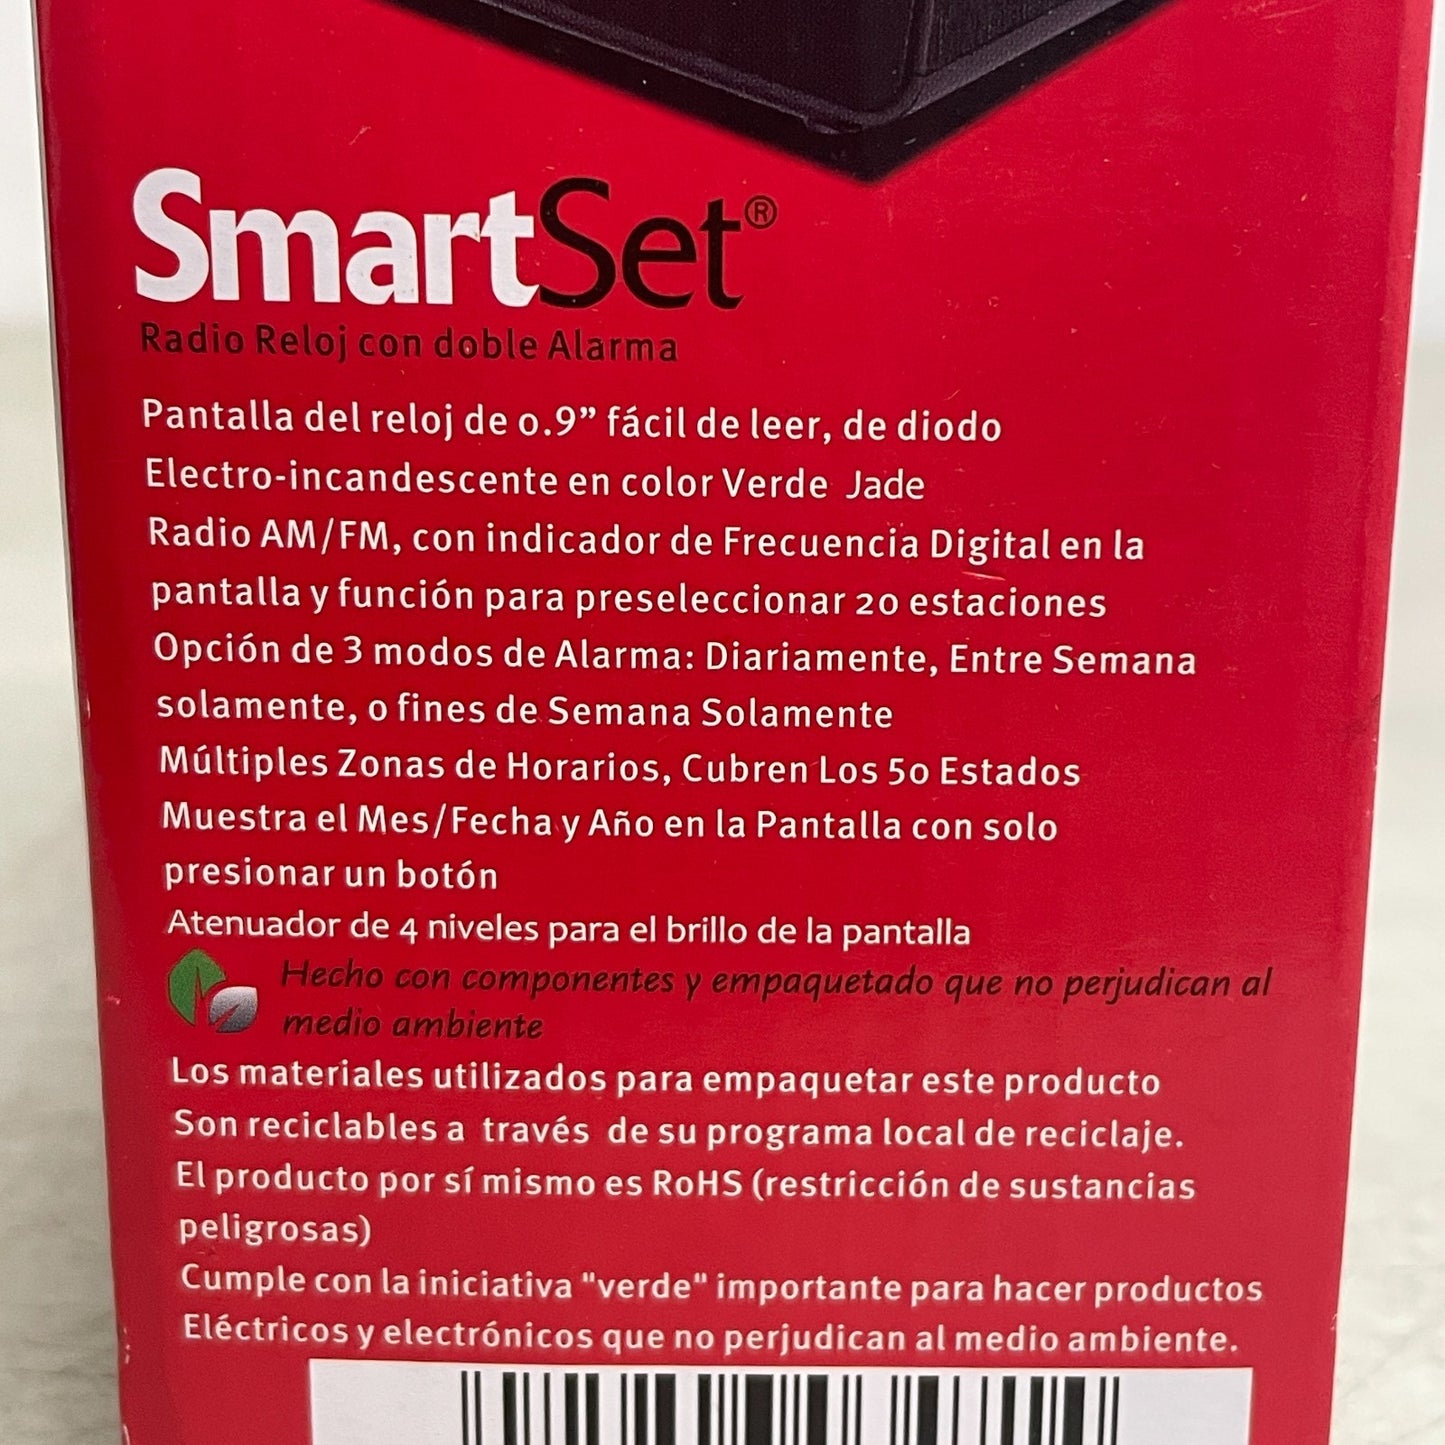 SmartSet®
Radio Reloj con doble Alarma
Pantalla del reloj de 0.9” fácil de leer, de diodo
Electro-incandescente en color Verde Jade
Radio AM/FM, con indicador de Frecuencia Digital en la
pantalla y función para preseleccionar 20 estaciones
Opción de 3 modos de Alarma: Diariamente, Entre Semana
solamente, o fines de Semana Solamente
Múltiples Zonas de Horarios, Cubren Los 50 Estados
Muestra el Mes/Fecha y Año en la Pantalla con solo
presionar un botón
Atenuador de 4 niveles para el brillo de la pantalla
Hecho con componentes y empaquetado que no perjudican al
medio ambiente
Los materiales utilizados para empaquetar este producto
Son reciclables a través de su programa local de reciclaje.
El producto por sí mismo es RoHS (restricción de sustancias
peligrosas)
Cumple con la iniciativa "verde" importante para hacer productos
Eléctricos y electrónicos que no perjudican al medio ambiente.